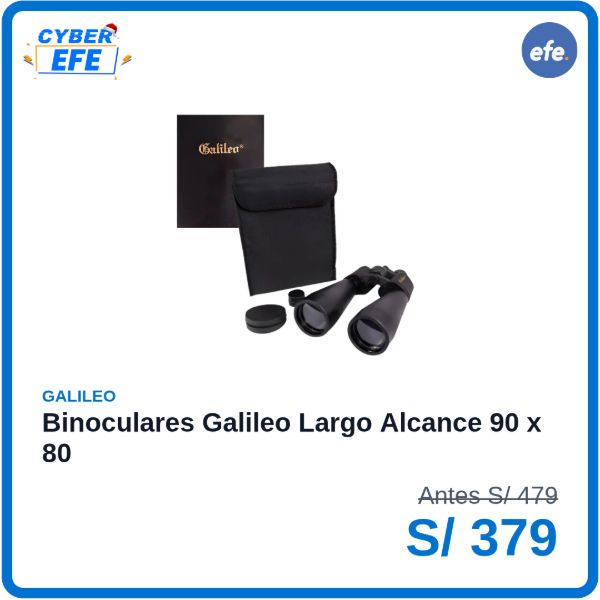 CYBER
EFE
efe.
Galileo®
GALILEO
Binoculares Galileo Largo Alcance 90 x
80
Antes S/ 479
S/ 379